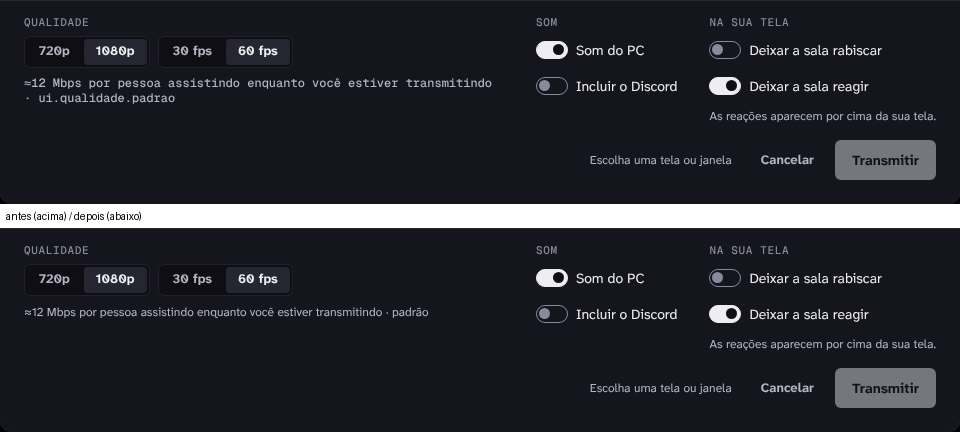 QUALIDADE
SOM
NA SUA TELA
720p 1080p 30 fps 60 fps
Som do PC
Deixar a sala rabiscar
≈12 Mbps por pessoa assistindo enquanto você estiver transmitindo
· ui.qualidade.padrao
Incluir o Discord
Deixar a sala reagir
As reações aparecem por cima da sua tela.
Escolha uma tela ou janela
Cancelar
Transmitir
antes (acima) / depois (abaixo)
QUALIDADE
SOM
NA SUA TELA
720p 1080p 30 fps 60 fps
Som do PC
Deixar a sala rabiscar
≈12 Mbps por pessoa assistindo enquanto você estiver transmitindo · padrão
Incluir o Discord
Deixar a sala reagir
As reações aparecem por cima da sua tela.
Escolha uma tela ou janela
Cancelar
Transmitir